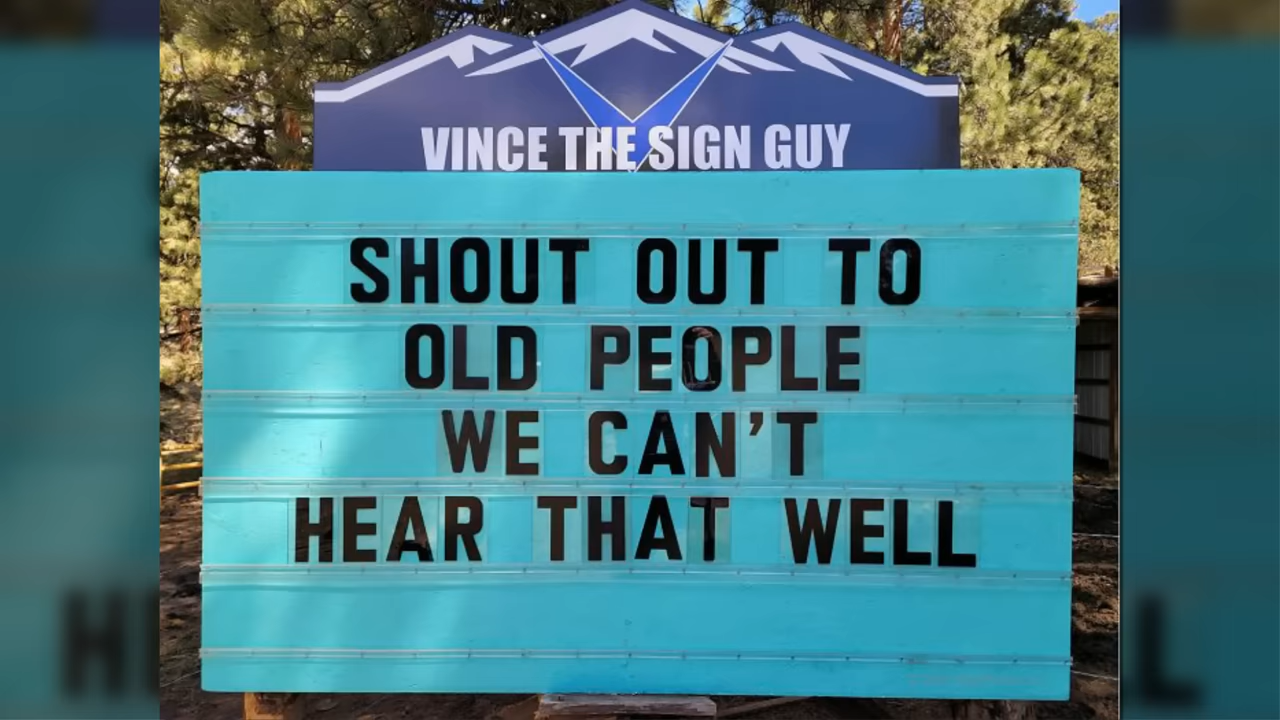 VINCE THE SIGN GUY
SHOUT OUT TO
OLD PEOPLE
WE CAN'T
HEAR THAT WELL